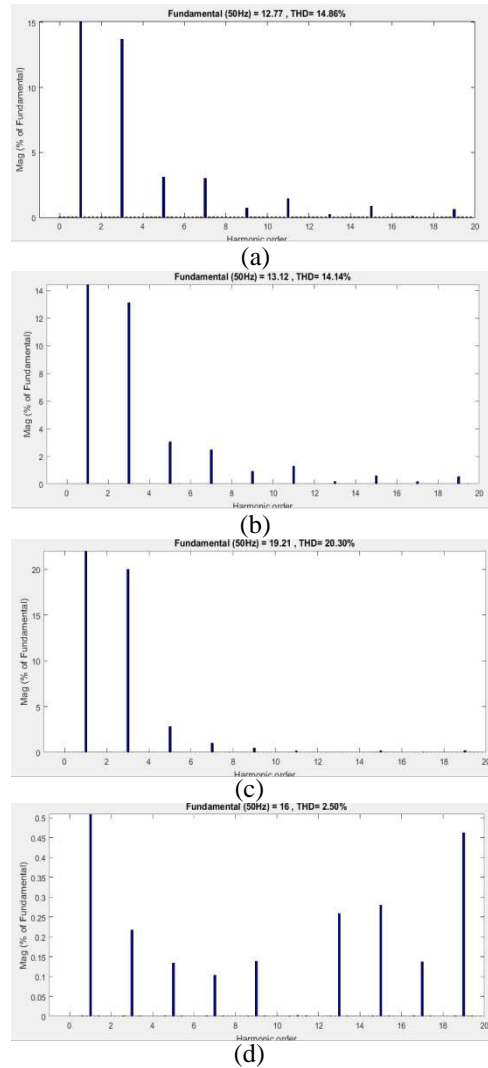 Fundamental (50Hz) = 12.77 , THD= 14.86%
15
10
5
0
Mag (% of Fundamental)
0 2 4 6 8 10 12 14 16 18 20
Harmonic order
(a)
Fundamental (50Hz) = 13.12 , THD= 14.14%
14
12
10
8
6
4
2
0
Mag (% of Fundamental)
0 2 4 6 8 10 12 14 16 18 20
Harmonic order
(b)
Fundamental (50Hz) = 19.21 , THD= 20.30%
20
15
10
5
0
Mag (% of Fundamental)
0 2 4 6 8 10 12 14 16 18 20
Harmonic order
(c)
Fundamental (50Hz) = 16 , THD= 2.50%
0.5
0.45
0.4
0.35
0.3
0.25
0.2
0.15
0.1
0.05
0
Mag (% of Fundamental)
0 2 4 6 8 10 12 14 16 18 20
Harmonic order
(d)